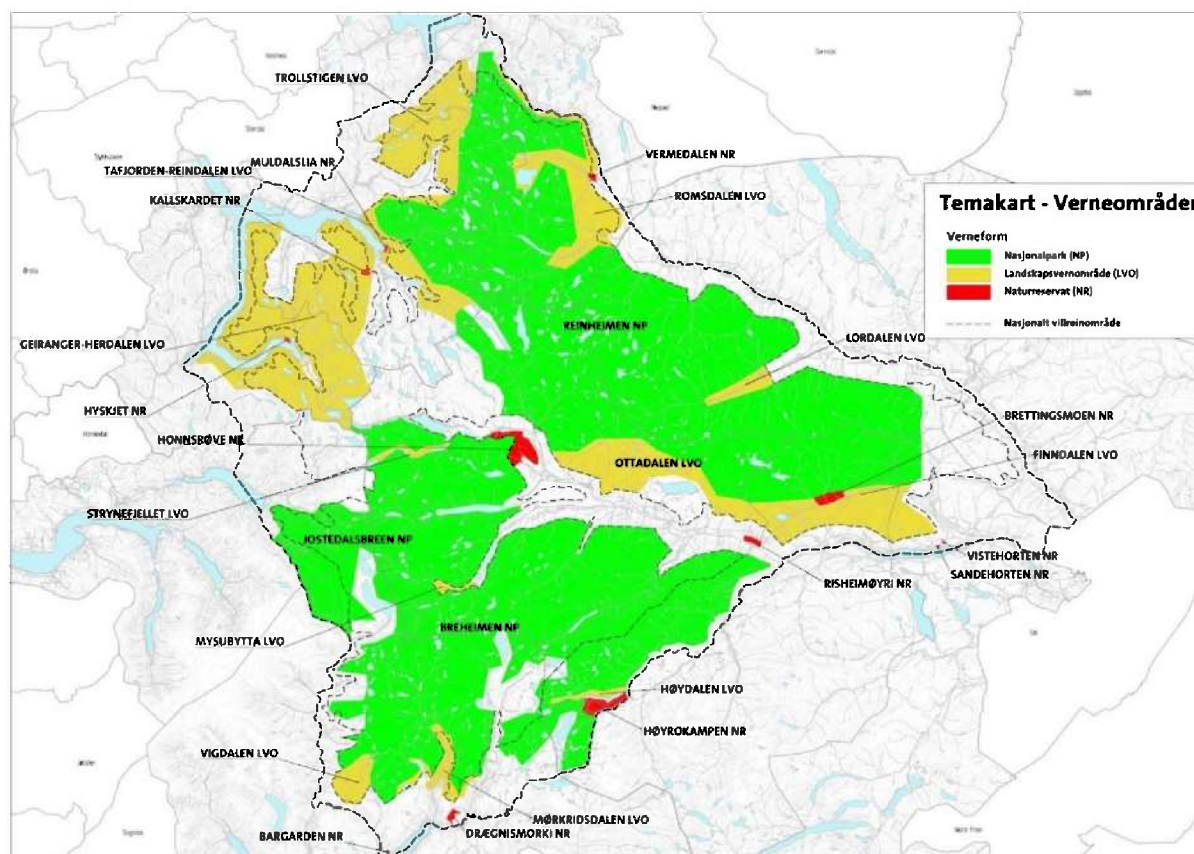 TROLLSTIGEN LVO
MULDALSLIA NR
TAFJORDEN-REINDALEN LVO
KALLSKARDET NR
VERMEDALEN NR
ROMSDALEN LVO
Temakart - Verneområder
Verneform
Nasjonalpark (NP)
Landskapsvernområde (LVO)
Naturreservat (NR)
Nasjonalt villreinområde
REINHEIMEN NP
LORDALEN LVO
GEIRANGER-HERDALEN LVO
HYSKJET NR
BRETTINGSMOEN NR
HONNSRØVE NR
OTTADALEN LVO
FINNDALEN LVO
STRYNEFJELLET LVO
JOSTEDALSBREEN NP
VISTEHORTEN NR
SANDEHORTEN NR
RISHEIMØYRI NR
BREHEIMEN NP
MYSUBYTTA LVO
HØYDALEN LVO
HØYROKAMPEN NR
VIGDALEN LVO
MØRKRIDSDALEN LVO
DRÆGNISMORKI NR
BARGARDEN NR